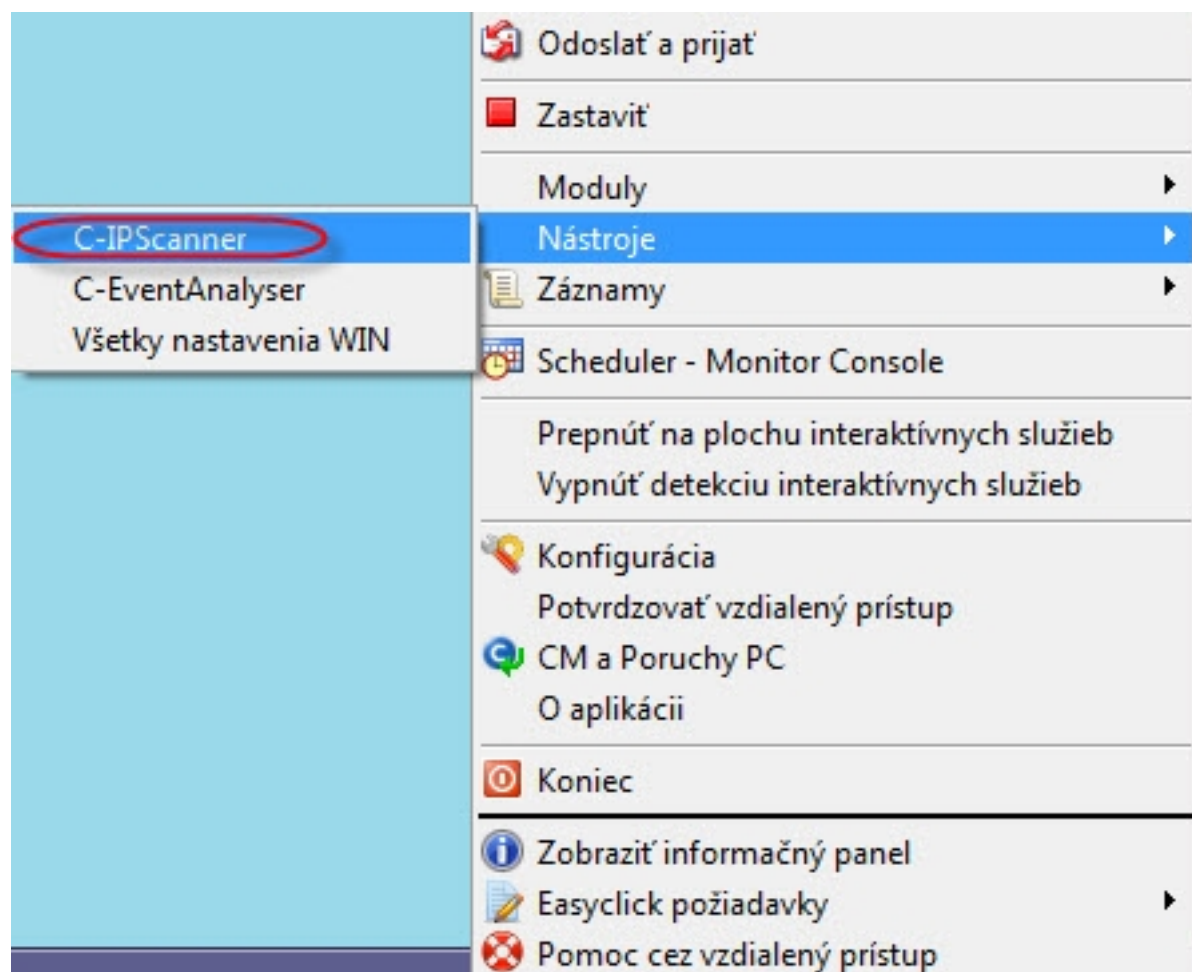 Odoslať a prijať
Zastaviť
Moduly
Nástroje
C-IPScanner
C-EventAnalyser
Všetky nastavenia WIN
Záznamy
Scheduler - Monitor Console
Prepnúť na plochu interaktívnych služieb
Vypnúť detekciu interaktívnych služieb
Konfigurácia
Potvrdzovať vzdialený prístup
CM a Poruchy PC
O aplikácii
Koniec
Zobraziť informačný panel
Easyclick požiadavky
Pomoc cez vzdialený prístup